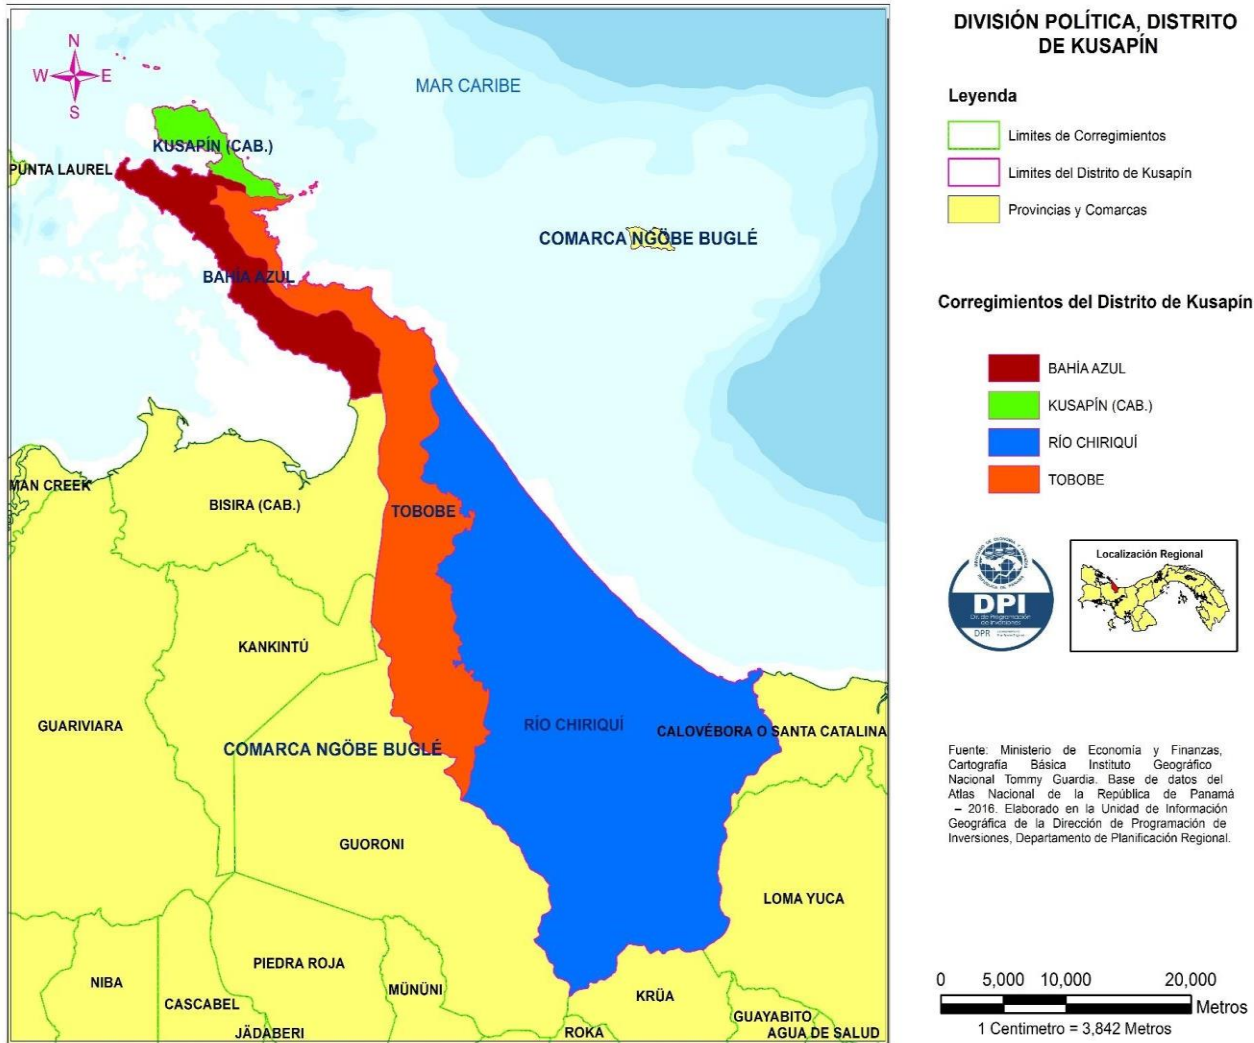 DIVISIÓN POLÍTICA, DISTRITO
DE KUSAPÍN
N
W
E
S
MAR CARIBE
KUSAPÍN (CAB.)
PUNTA LAUREL
COMARCA NGÖBE BUGLÉ
BAHÍA AZUL
MAN CREEK
BISIRA (CAB.)
TOBOBE
KANKINTÚ
GUARIVIARA
RÍO CHIRIQUÍ
CALOVÉBORA O SANTA CATALINA
COMARCA NGÖBE BUGLÉ
GUORONI
LOMA YUCA
PIEDRA ROJA
NIBA
MÜNÜNI
KRÜA
CASCABEL
GUAYABITO
JÄDABERI
ROKA
AGUA DE SALUD
Leyenda
Limites de Corregimientos
Limites del Distrito de Kusapín
Provincias y Comarcas
Corregimientos del Distrito de Kusapín
BAHÍA AZUL
KUSAPÍN (CAB.)
RÍO CHIRIQUÍ
TOBOBE
DPI
Dir. de Programación
de Inversiones
DPR
Localización Regional
Fuente: Ministerio de Economía y Finanzas,
Cartografía Básica Instituto Geográfico
Nacional Tommy Guardia. Base de datos del
Atlas Nacional de la República de Panamá
– 2016. Elaborado en la Unidad de Información
Geográfica de la Dirección de Programación de
Inversiones, Departamento de Planificación Regional.
0 5,000 10,000 20,000
Metros
1 Centimetro = 3,842 Metros